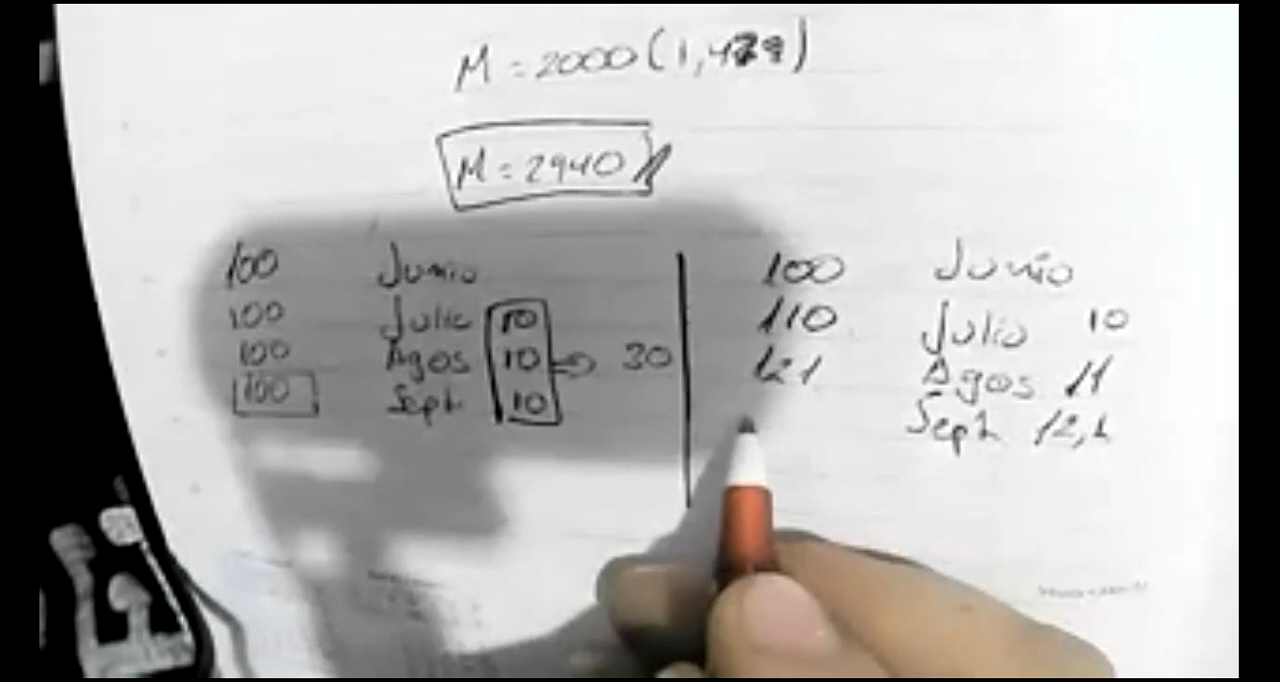 M = 2000 (1,
M = 2940
100 Junio
100 Julio 10
100 Agos 10 ⇒ 30
100 Sept 10
100 Junio
110 Julio 10
121 Agos 11
Sept 12,1